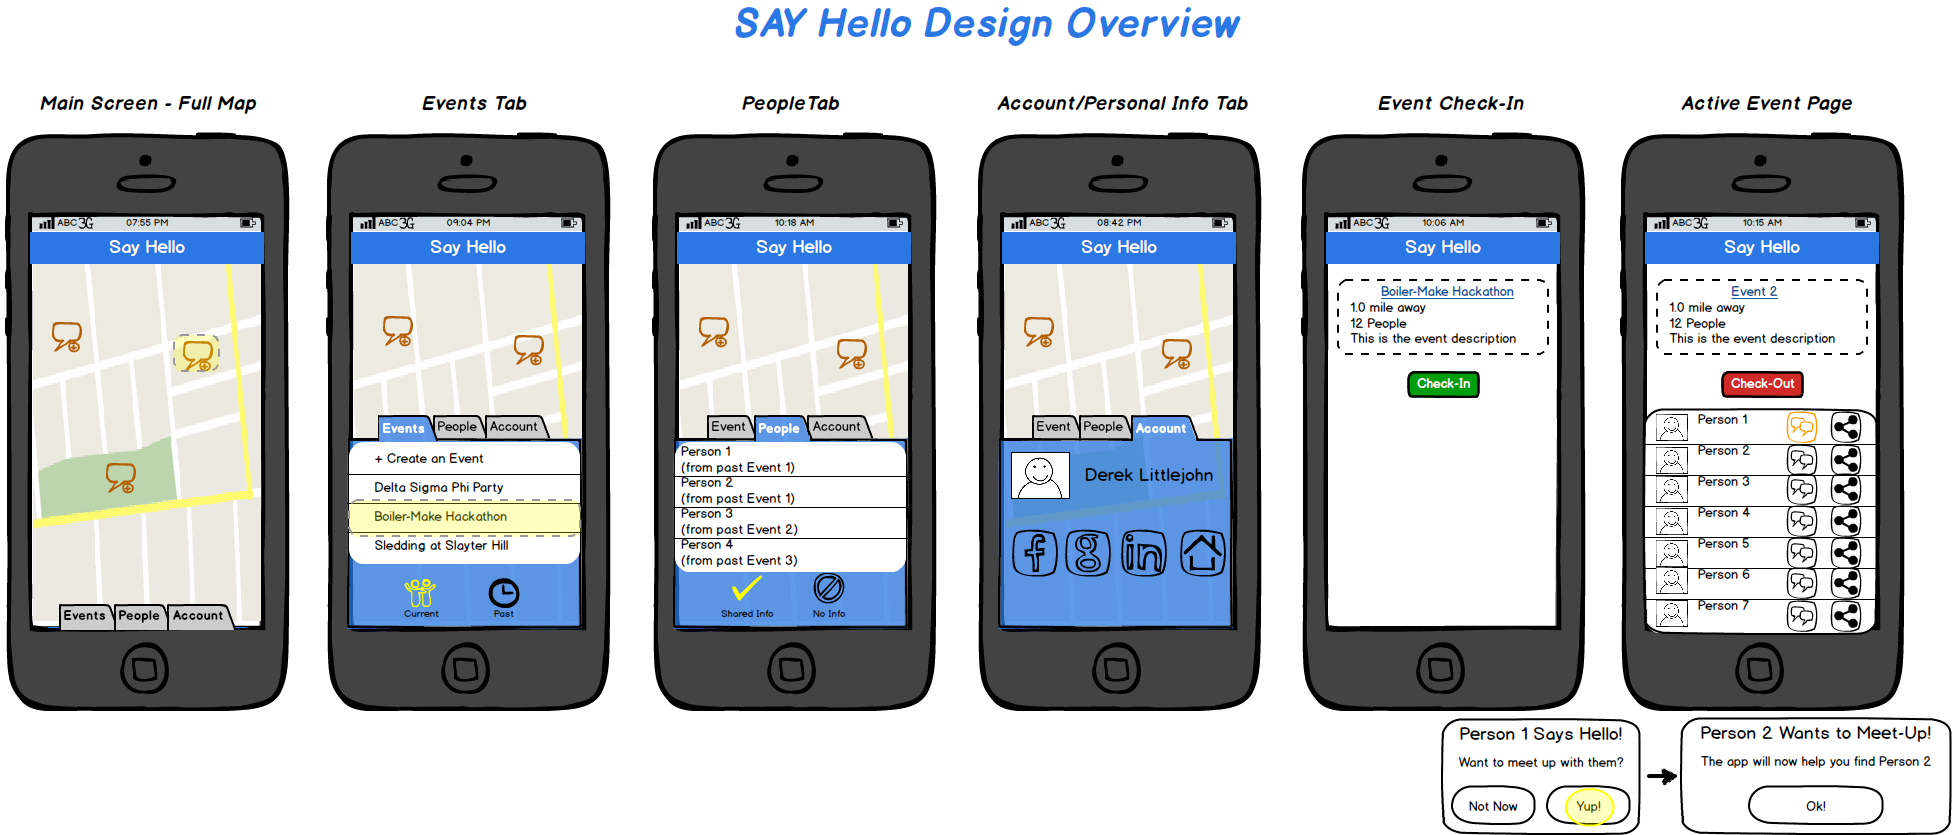 SAY Hello Design Overview
Main Screen - Full Map
ABC 3G 07:55 PM
Say Hello
Events People Account
Events Tab
ABC 3G 09:04 PM
Say Hello
Events People Account
+ Create an Event
Delta Sigma Phi Party
Boiler-Make Hackathon
Sledding at Slayter Hill
Current Past
PeopleTab
ABC 3G 10:18 AM
Say Hello
Event People Account
Person 1
(from past Event 1)
Person 2
(from past Event 1)
Person 3
(from past Event 2)
Person 4
(from past Event 3)
Shared Info No Info
Account/Personal Info Tab
ABC 3G 08:42 PM
Say Hello
Event People Account
Derek Littlejohn
f g in
Event Check-In
ABC 3G 10:06 AM
Say Hello
Boiler-Make Hackathon
1.0 mile away
12 People
This is the event description
Check-In
Active Event Page
ABC 3G 10:15 AM
Say Hello
Event 2
1.0 mile away
12 People
This is the event description
Check-Out
Person 1
Person 2
Person 3
Person 4
Person 5
Person 6
Person 7
Person 1 Says Hello!
Want to meet up with them?
Not Now Yup!
Person 2 Wants to Meet-Up!
The app will now help you find Person 2
Ok!